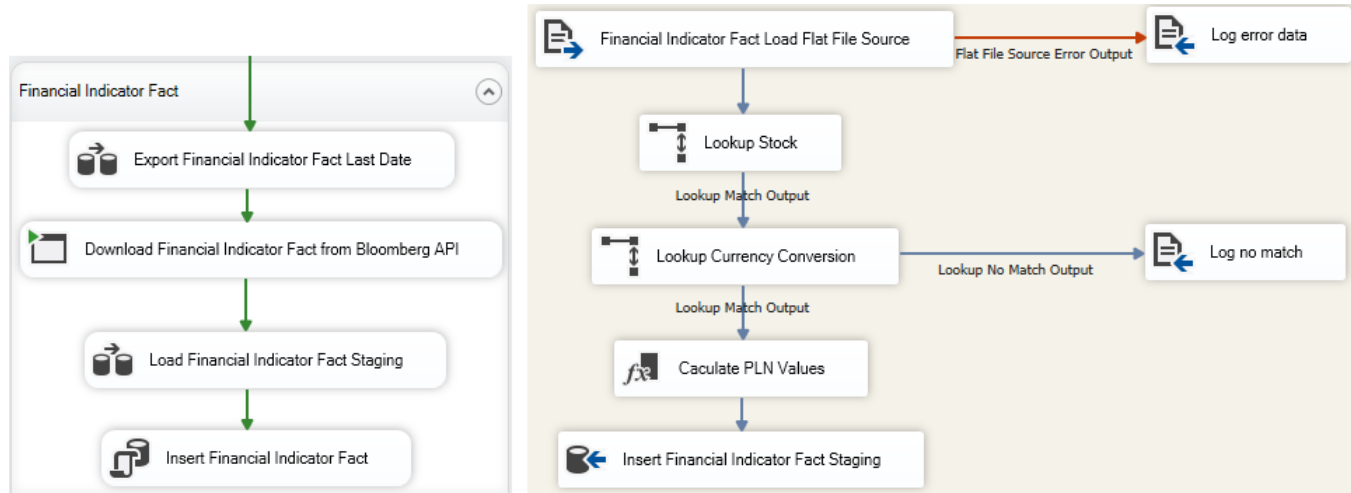 Financial Indicator Fact
Export Financial Indicator Fact Last Date
Download Financial Indicator Fact from Bloomberg API
Load Financial Indicator Fact Staging
Insert Financial Indicator Fact
Financial Indicator Fact Load Flat File Source
Flat File Source Error Output
Log error data
Lookup Stock
Lookup Match Output
Lookup Currency Conversion
Lookup No Match Output
Log no match
Lookup Match Output
fx
Caculate PLN Values
Insert Financial Indicator Fact Staging